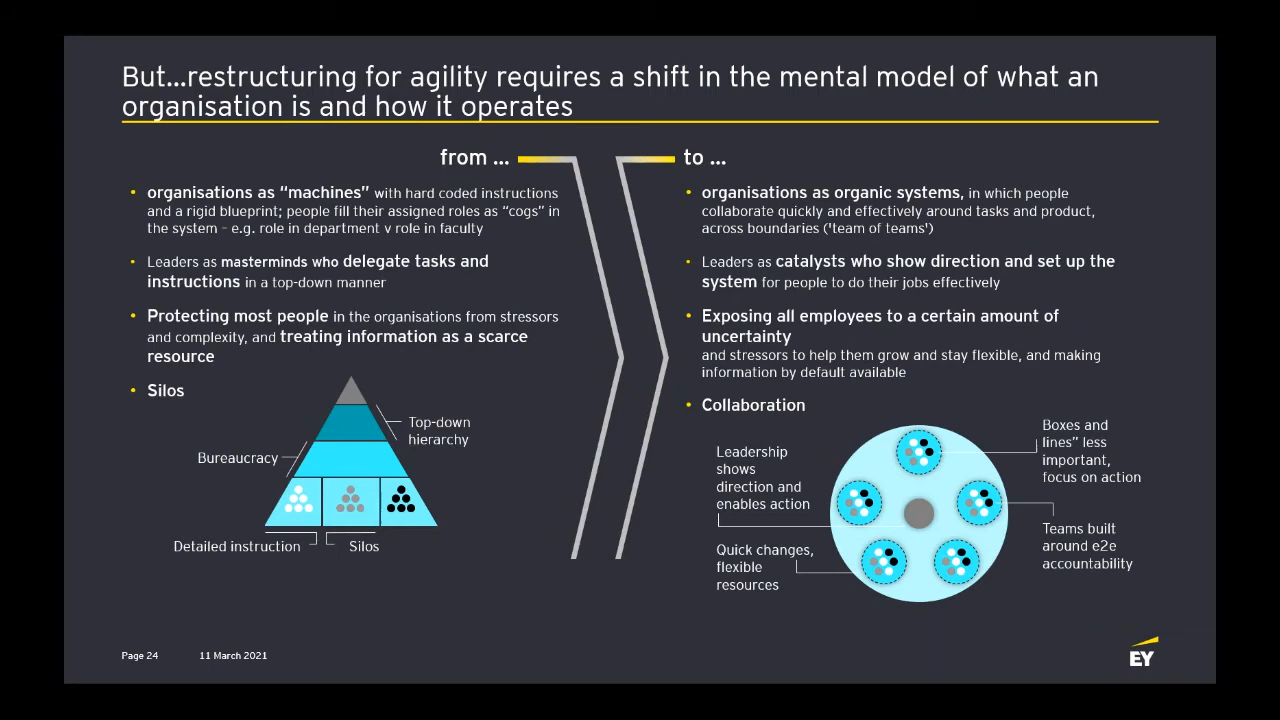 But...restructuring for agility requires a shift in the mental model of what an
organisation is and how it operates
from ...
• organisations as “machines” with hard coded instructions
and a rigid blueprint; people fill their assigned roles as “cogs” in
the system – e.g. role in department v role in faculty
• Leaders as masterminds who delegate tasks and
instructions in a top-down manner
• Protecting most people in the organisations from stressors
and complexity, and treating information as a scarce
resource
• Silos
Top-down
hierarchy
Bureaucracy
Detailed instruction
Silos
to ...
• organisations as organic systems, in which people
collaborate quickly and effectively around tasks and product,
across boundaries ('team of teams')
• Leaders as catalysts who show direction and set up the
system for people to do their jobs effectively
• Exposing all employees to a certain amount of
uncertainty
and stressors to help them grow and stay flexible, and making
information by default available
• Collaboration
Leadership
shows
direction and
enables action
Quick changes,
flexible
resources
Boxes and
lines” less
important,
focus on action
Teams built
around e2e
accountability
Page 24
11 March 2021
EY